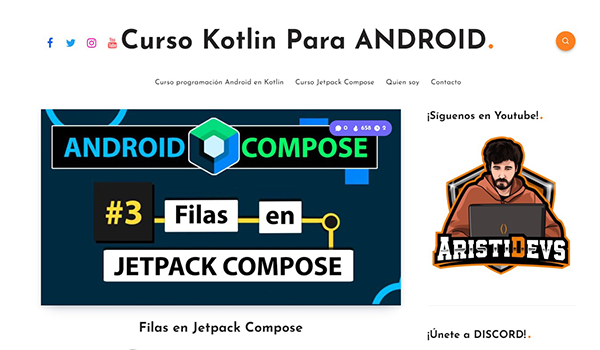 Curso Kotlin Para ANDROID.
Curso programación Android en Kotlin Curso Jetpack Compose Quien soy Contacto
0 658 2
ANDROID COMPOSE
#3 Filas en
JETPACK COMPOSE
Filas en Jetpack Compose
¡Síguenos en Youtube!.
ARISTIDEVS
¡Únete a DISCORD!.